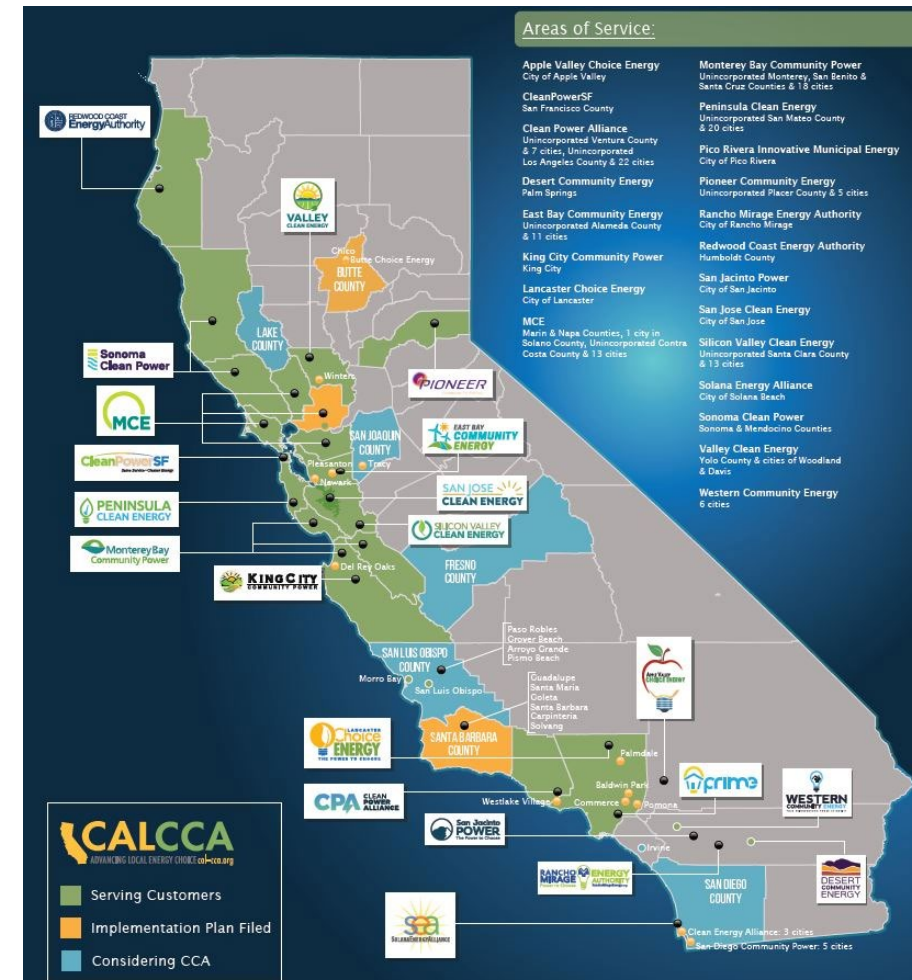 Areas of Service:
Apple Valley Choice Energy
City of Apple Valley
CleanPowerSF
San Francisco County
Clean Power Alliance
Unincorporated Ventura County
& 7 cities, Unincorporated
Los Angeles County & 22 cities
Desert Community Energy
Palm Springs
East Bay Community Energy
Unincorporated Alameda County
& 11 cities
King City Community Power
King City
Lancaster Choice Energy
City of Lancaster
MCE
Marin & Napa Counties, 1 city in
Solano County, Unincorporated Contra
Costa County & 13 cities
Monterey Bay Community Power
Unincorporated Monterey, San Benito &
Santa Cruz Counties & 18 cities
Peninsula Clean Energy
Unincorporated San Mateo County
& 20 cities
Pico Rivera Innovative Municipal Energy
City of Pico Rivera
Pioneer Community Energy
Unincorporated Placer County & 5 cities
Rancho Mirage Energy Authority
City of Rancho Mirage
Redwood Coast Energy Authority
Humboldt County
San Jacinto Power
City of San Jacinto
San Jose Clean Energy
City of San Jose
Silicon Valley Clean Energy
Unincorporated Santa Clara County
& 13 cities
Solana Energy Alliance
City of Solana Beach
Sonoma Clean Power
Sonoma & Mendocino Counties
Valley Clean Energy
Yolo County & cities of Woodland
& Davis
Western Community Energy
6 cities
REDWOOD COAST
EnergyAuthority
VALLEY
CLEAN ENERGY
Chico
Butte Choice Energy
BUTTE
COUNTY
LAKE
COUNTY
Sonoma
Clean Power
Winters
PIONEER
MCE
EAST BAY
COMMUNITY
ENERGY
SAN JOAQUIN
COUNTY
CleanPowerSF
Pleasanton
Tracy
Newark
SAN JOSE
CLEAN ENERGY
PENINSULA
CLEAN ENERGY
SILICON VALLEY
CLEAN ENERGY
MontereyBay
Community Power
Del Rey Oaks
FRESNO
COUNTY
KING CITY
COMMUNITY POWER
Paso Robles
Grover Beach
Arroyo Grande
Pismo Beach
SAN LUIS OBISPO
COUNTY
Morro Bay
San Luis Obispo
Guadalupe
Santa Maria
Goleta
Santa Barbara
Carpinteria
Solvang
APPLE VALLEY
CHOICE ENERGY
LANCASTER
Choice
ENERGY
THE POWER TO CHOOSE
SANTA BARBARA
COUNTY
Palmdale
CPA CLEAN
POWER
ALLIANCE
Baldwin Park
prime
Westlake Village
Commerce
Pomona
WESTERN
COMMUNITY ENERGY
San Jacinto
POWER
The Power to Choose
Irvine
RANCHO
MIRAGE
ENERGY
AUTHORITY
DESERT
COMMUNITY
ENERGY
SAN DIEGO
COUNTY
sea
SOLANAENERGYALLIANCE
Clean Energy Alliance: 3 cities
San Diego Community Power: 5 cities
CALCCA
ADVANCING LOCAL ENERGY CHOICE cal-cca.org
Serving Customers
Implementation Plan Filed
Considering CCA